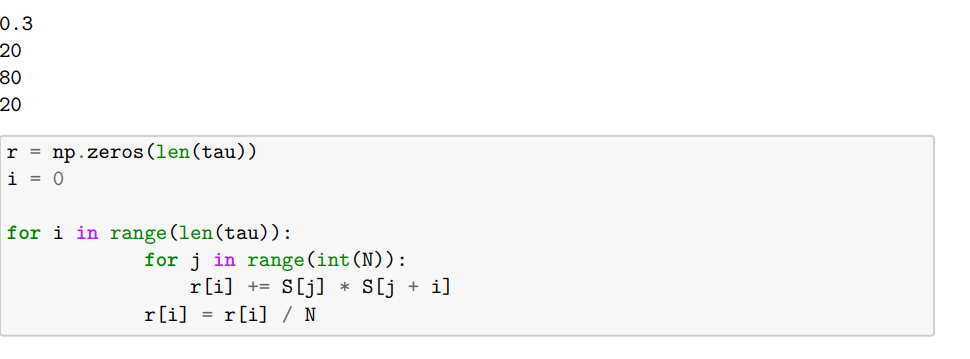 0.3
20
80
20
r = np.zeros(len(tau))
i = 0
for i in range(len(tau)):
            for j in range(int(N)):
                r[i] += S[j] * S[j + i]
            r[i] = r[i] / N